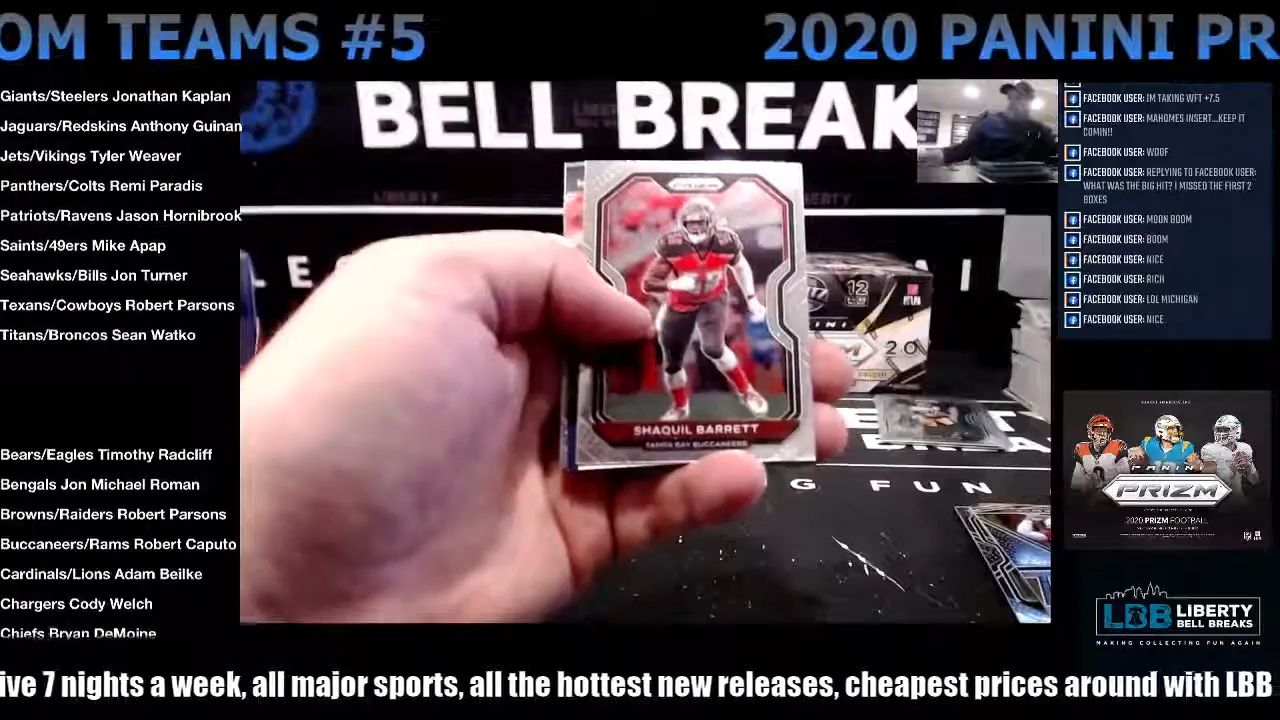 OM TEAMS #5
2020 PANINI PR
Giants/Steelers Jonathan Kaplan
Jaguars/Redskins Anthony Guinan
Jets/Vikings Tyler Weaver
Panthers/Colts Remi Paradis
Patriots/Ravens Jason Hornibrook
Saints/49ers Mike Apap
Seahawks/Bills Jon Turner
Texans/Cowboys Robert Parsons
Titans/Broncos Sean Watko
Bears/Eagles Timothy Radcliff
Bengals Jon Michael Roman
Browns/Raiders Robert Parsons
Buccaneers/Rams Robert Caputo
Cardinals/Lions Adam Beilke
Chargers Cody Welch
Chiefs Bryan DeMoine
BELL BREAK
LIBERTY
PRIZM
SHAQUIL BARRETT
TAMPA BAY BUCCANEERS
12
20
G FUN
FACEBOOK USER: JM TAKING WFT +7.5
FACEBOOK USER: MAHOMES INSERT...KEEP IT
COMIN!!
FACEBOOK USER: WOOF
FACEBOOK USER: REPLYING TO FACEBOOK USER:
WHAT WAS THE BIG HIT? I MISSED THE FIRST 2
BOXES
FACEBOOK USER: MOON BOOM
FACEBOOK USER: BOOM
FACEBOOK USER: NICE
FACEBOOK USER: RICH
FACEBOOK USER: LOL MICHIGAN
FACEBOOK USER: NICE
PANINI
PRIZM
2020 PRIZM FOOTBALL
LBB LIBERTY
BELL BREAKS
MAKING COLLECTING FUN AGAIN
ive 7 nights a week, all major sports, all the hottest new releases, cheapest prices around with LBB